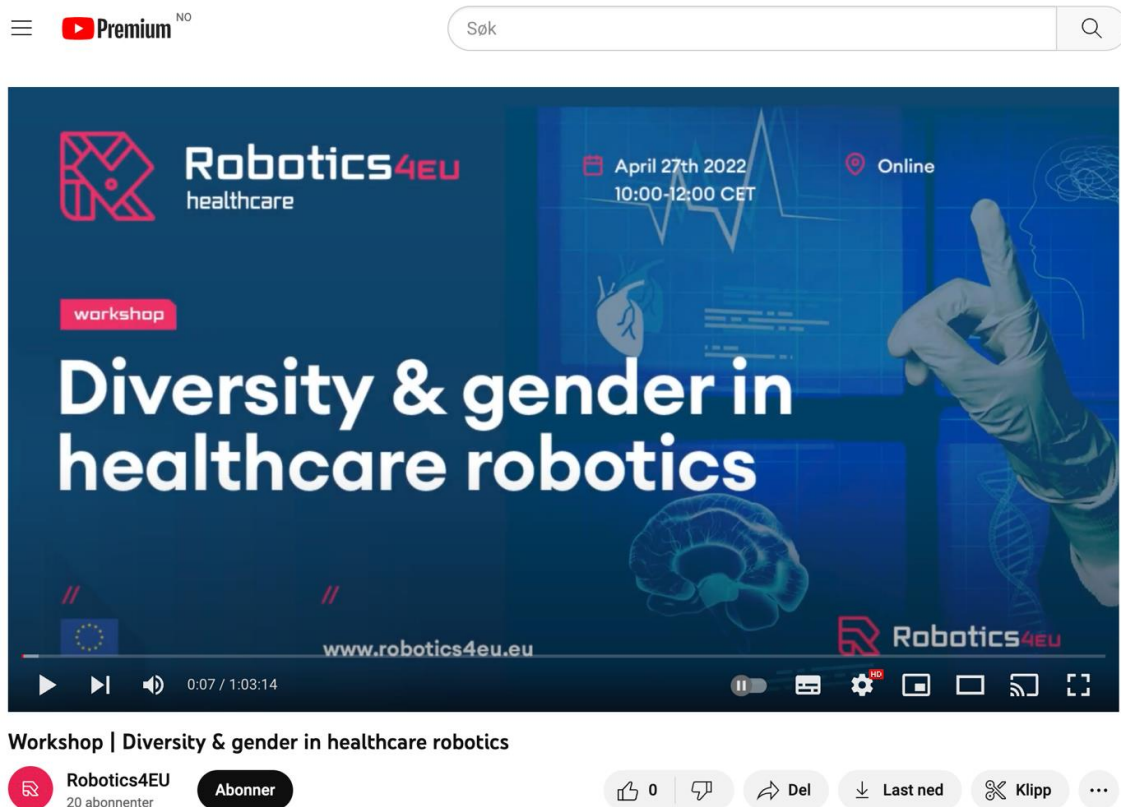 Premium NO
Søk
Robotics4EU
healthcare
April 27th 2022
10:00-12:00 CET
Online
workshop
Diversity & gender in
healthcare robotics
//
//
www.robotics4eu.eu
Robotics4EU
0:07 / 1:03:14
HD
Workshop | Diversity & gender in healthcare robotics
Robotics4EU
20 abonnenter
Abonner
0
Del
Last ned
Klipp